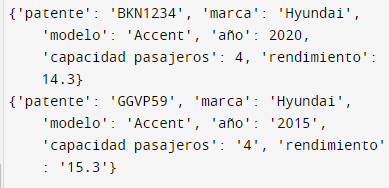 {'patente': 'BKN1234', 'marca': 'Hyundai',
'modelo': 'Accent', 'año': 2020,
'capacidad pasajeros': 4, 'rendimiento':
14.3}
{'patente': 'GGVP59', 'marca': 'Hyundai',
'modelo': 'Accent', 'año': '2015',
'capacidad pasajeros': '4', 'rendimiento'
: '15.3'}